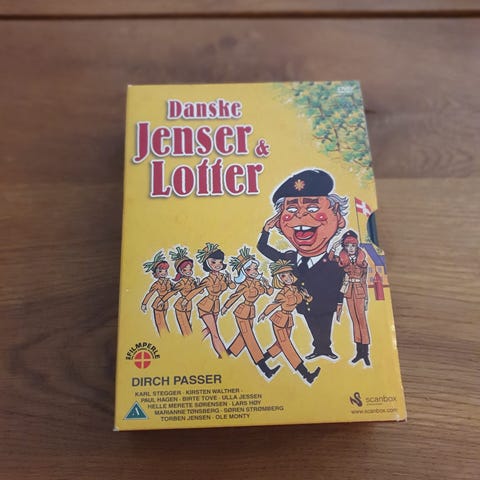 DVD
Danske
Jenser &
Lotter
FILMPERLE
DIRCH PASSER
KARL STEGGER · KIRSTEN WALTHER ·
PAUL HAGEN · BIRTE TOVE · ULLA JESSEN
HELLE MERETE SØRENSEN · LARS HØY
MARIANNE TØNSBERG · SØREN STRØMBERG
TORBEN JENSEN · OLE MONTY
A
scanbox
www.scanbox.com